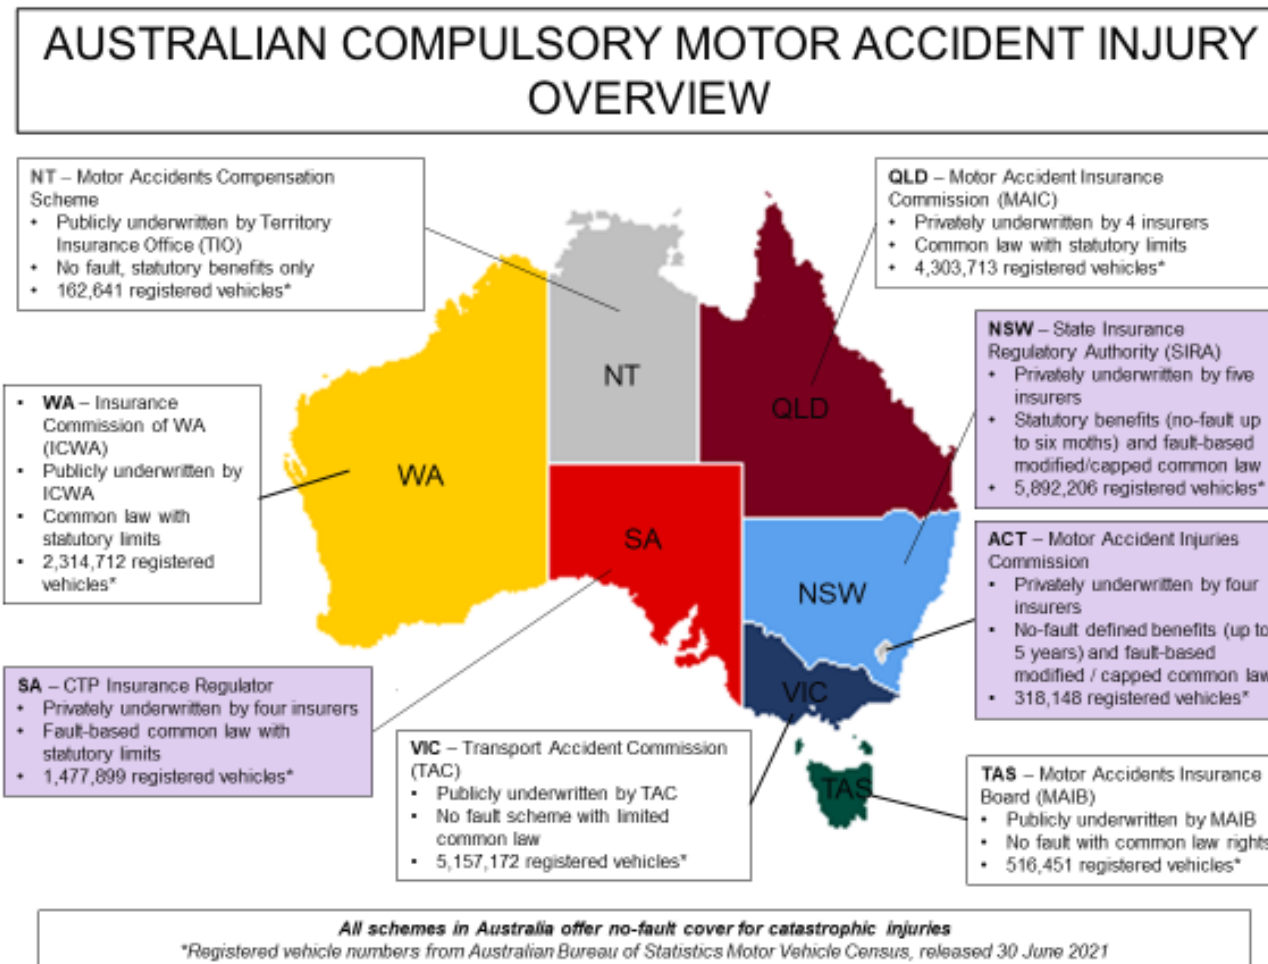 AUSTRALIAN COMPULSORY MOTOR ACCIDENT INJURY
OVERVIEW
NT – Motor Accidents Compensation
Scheme
• Publicly underwritten by Territory
Insurance Office (TIO)
• No fault, statutory benefits only
• 162,641 registered vehicles*
QLD – Motor Accident Insurance
Commission (MAIC)
• Privately underwritten by 4 insurers
• Common law with statutory limits
• 4,303,713 registered vehicles*
NSW – State Insurance
Regulatory Authority (SIRA)
• Privately underwritten by five
insurers
• Statutory benefits (no-fault up
to six moths) and fault-based
modified/capped common law
• 5,892,206 registered vehicles*
• WA – Insurance
Commission of WA
(ICWA)
• Publicly underwritten by
ICWA
• Common law with
statutory limits
• 2,314,712 registered
vehicles*
ACT – Motor Accident Injuries
Commission
• Privately underwritten by four
insurers
• No-fault defined benefits (up to
5 years) and fault-based
modified / capped common law
• 318,148 registered vehicles*
SA – CTP Insurance Regulator
• Privately underwritten by four insurers
• Fault-based common law with
statutory limits
• 1,477,899 registered vehicles*
VIC – Transport Accident Commission
(TAC)
• Publicly underwritten by TAC
• No fault scheme with limited
common law
• 5,157,172 registered vehicles*
TAS – Motor Accidents Insurance
Board (MAIB)
• Publicly underwritten by MAIB
• No fault with common law rights
• 516,451 registered vehicles*
NT
QLD
WA
SA
NSW
VIC
TAS
All schemes in Australia offer no-fault cover for catastrophic injuries
*Registered vehicle numbers from Australian Bureau of Statistics Motor Vehicle Census, released 30 June 2021